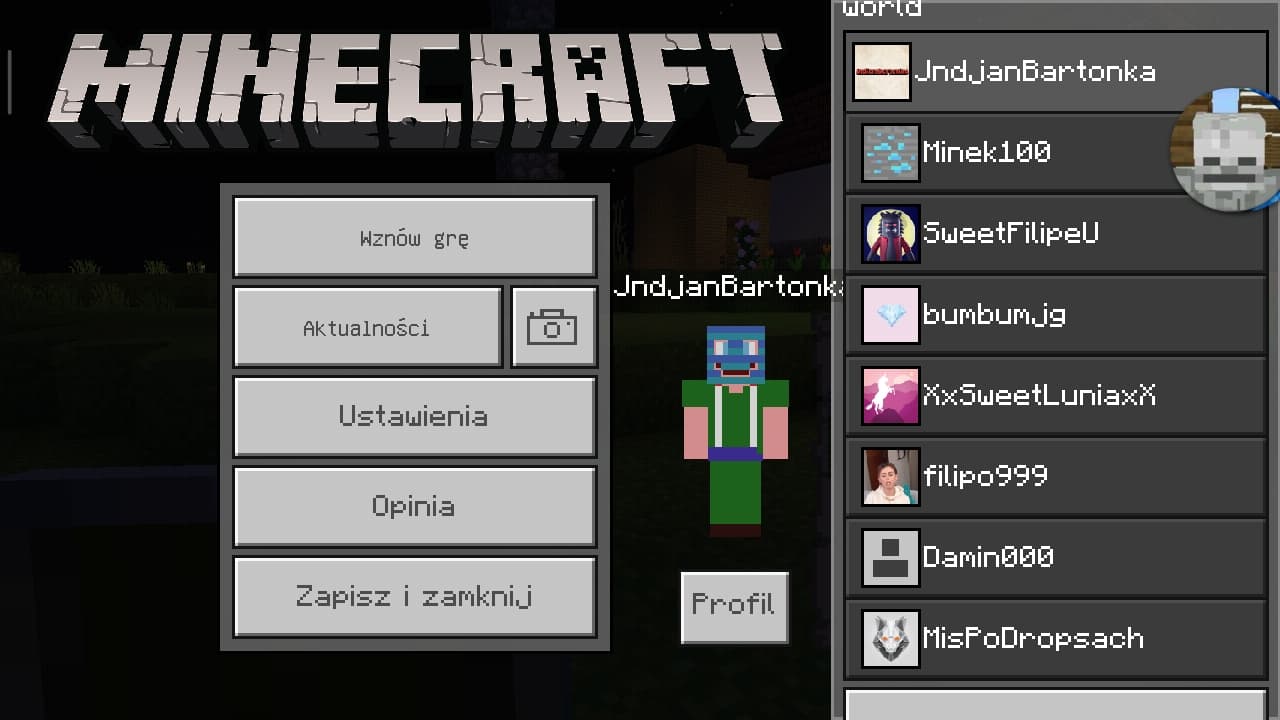 MINECRAFT
Wznów grę
Aktualności
Ustawienia
Opinia
Zapisz i zamknij
JndjanBartonka
Profil
World
JndjanBartonka
Minek100
SweetFilipeU
bumbumjg
XxSweetLuniaxX
filipo999
Damin000
MisPoDropsach